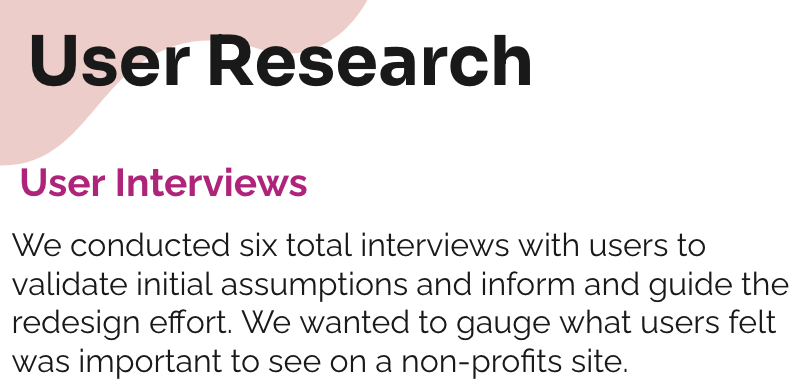 User Research
User Interviews
We conducted six total interviews with users to
validate initial assumptions and inform and guide the
redesign effort. We wanted to gauge what users felt
was important to see on a non-profits site.